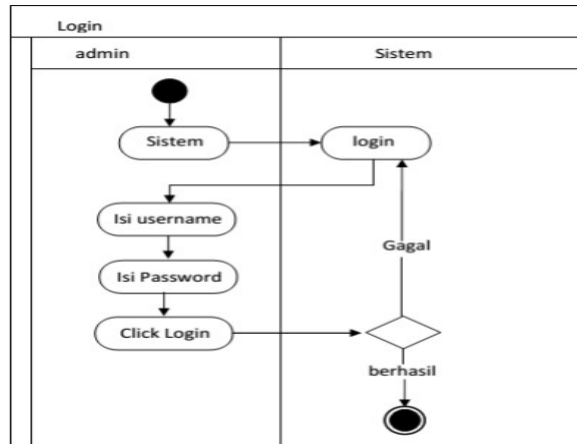 Login
admin
Sistem
Sistem
login
Isi username
Gagal
Isi Password
Click Login
berhasil